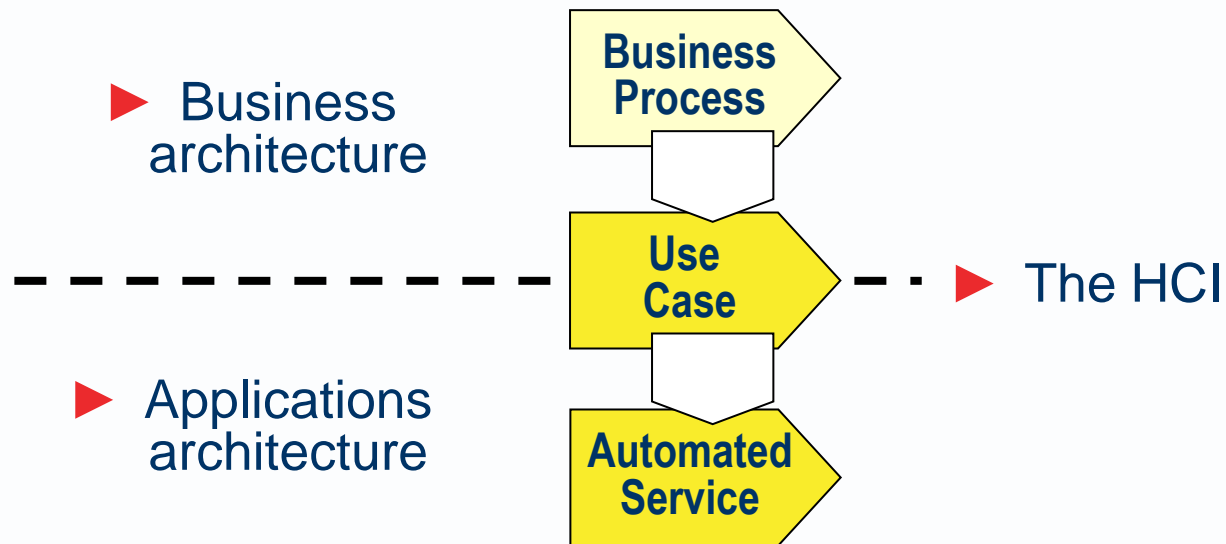 Business
Process
Business
architecture
Use
Case
The HCI
Applications
architecture
Automated
Service